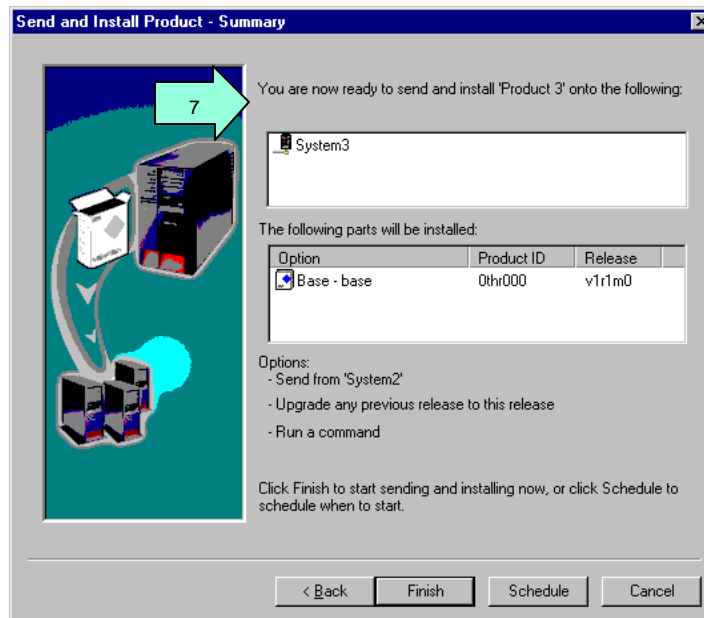 Send and Install Product - Summary
7
You are now ready to send and install 'Product 3' onto the following:
System3
The following parts will be installed:
Option Product ID Release
Base - base 0thr000 v1r1m0
Options:
- Send from 'System2'
- Upgrade any previous release to this release
- Run a command
Click Finish to start sending and installing now, or click Schedule to
schedule when to start.
< Back Finish Schedule Cancel